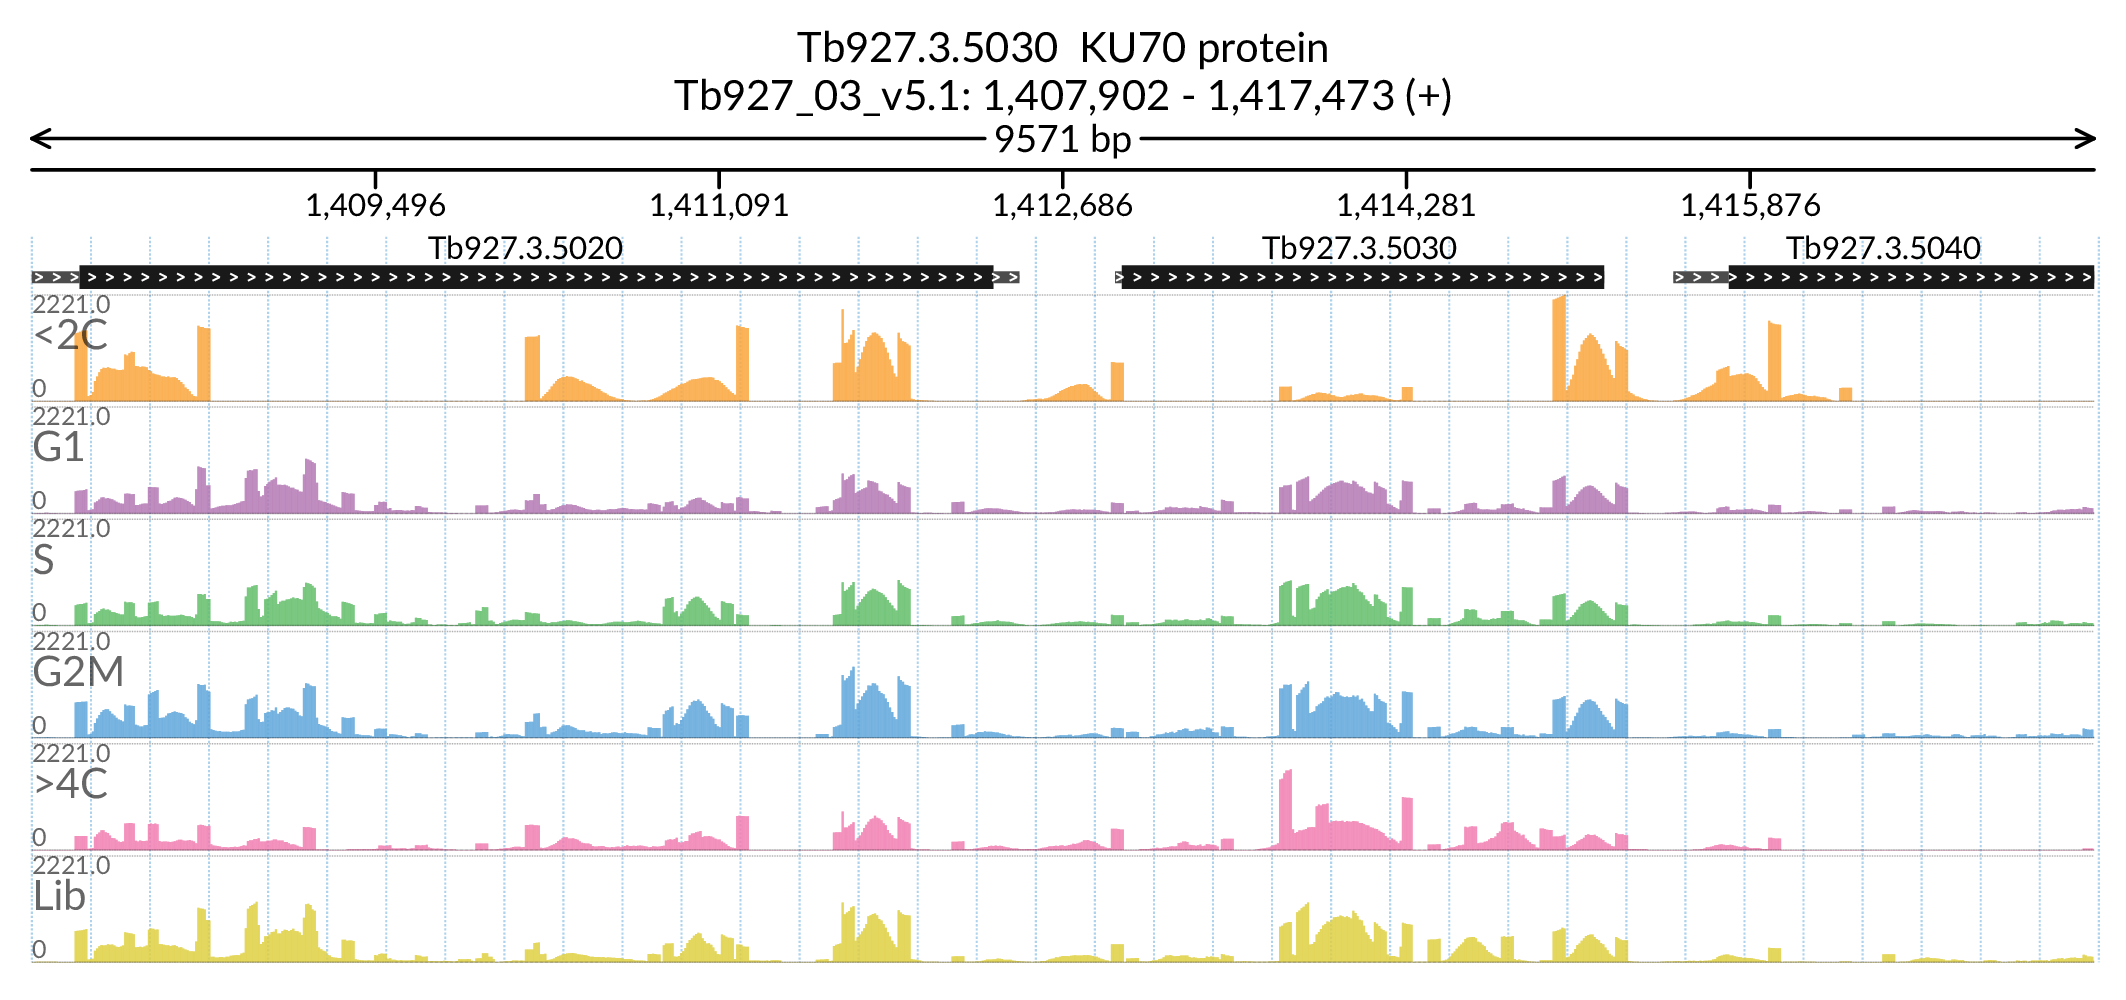 Tb927.3.5030  KU70 protein
Tb927_03_v5.1: 1,407,902 - 1,417,473 (+)
9571 bp
1,409,496 1,411,091 1,412,686 1,414,281 1,415,876
Tb927.3.5020 Tb927.3.5030 Tb927.3.5040
2221.0
<2C
0
2221.0
G1
0
2221.0
S
0
2221.0
G2M
0
2221.0
>4C
0
2221.0
Lib
0